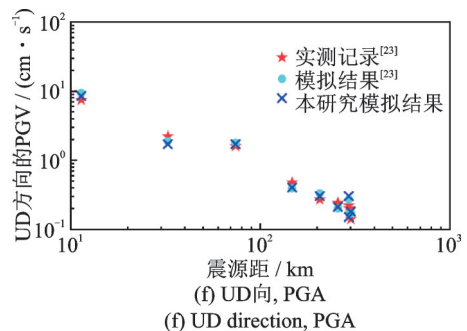 UD方向的PGV / (cm · s⁻¹)
10²
10¹
10⁰
10⁻¹
实测记录[23]
模拟结果[23]
本研究模拟结果
10¹ 10² 10³
震源距 / km
(f) UD向, PGA
(f) UD direction, PGA